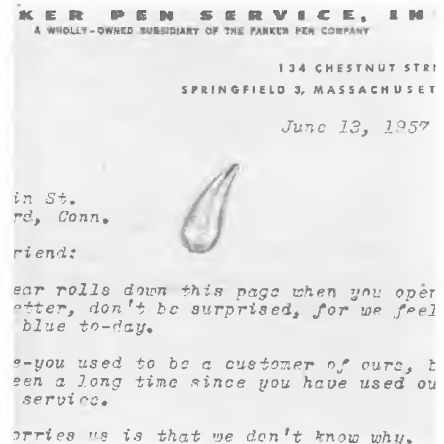 KER PEN SERVICE, IN
A WHOLLY-OWNED SUBSIDIARY OF THE PARKER PEN COMPANY
134 CHESTNUT STR
SPRINGFIELD 3, MASSACHUSET
June 13, 1957
in St.
rd, Conn.
riend:
ear rolls down this page when you open
etter, don't be surprised, for we feel
blue to-day.
e-you used to be a customer of ours, b
een a long time since you have used ou
service.
orries us is that we don't know why.